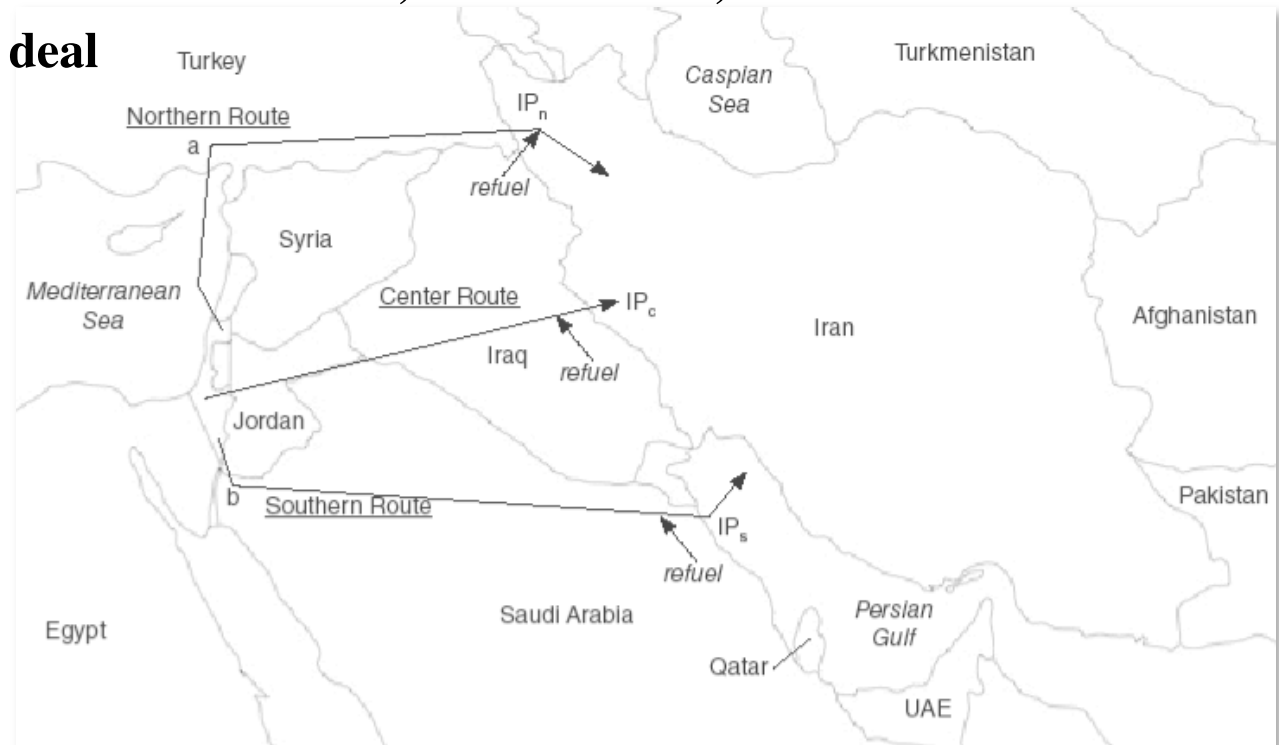 deal
Turkey
Turkmenistan
Caspian
Sea
IPn
Northern Route
a
refuel
Syria
Mediterranean
Sea
Center Route
IPc
Iran
Afghanistan
Iraq
refuel
Jordan
b
Southern Route
Pakistan
IPs
refuel
Saudi Arabia
Persian
Gulf
Egypt
Qatar
UAE